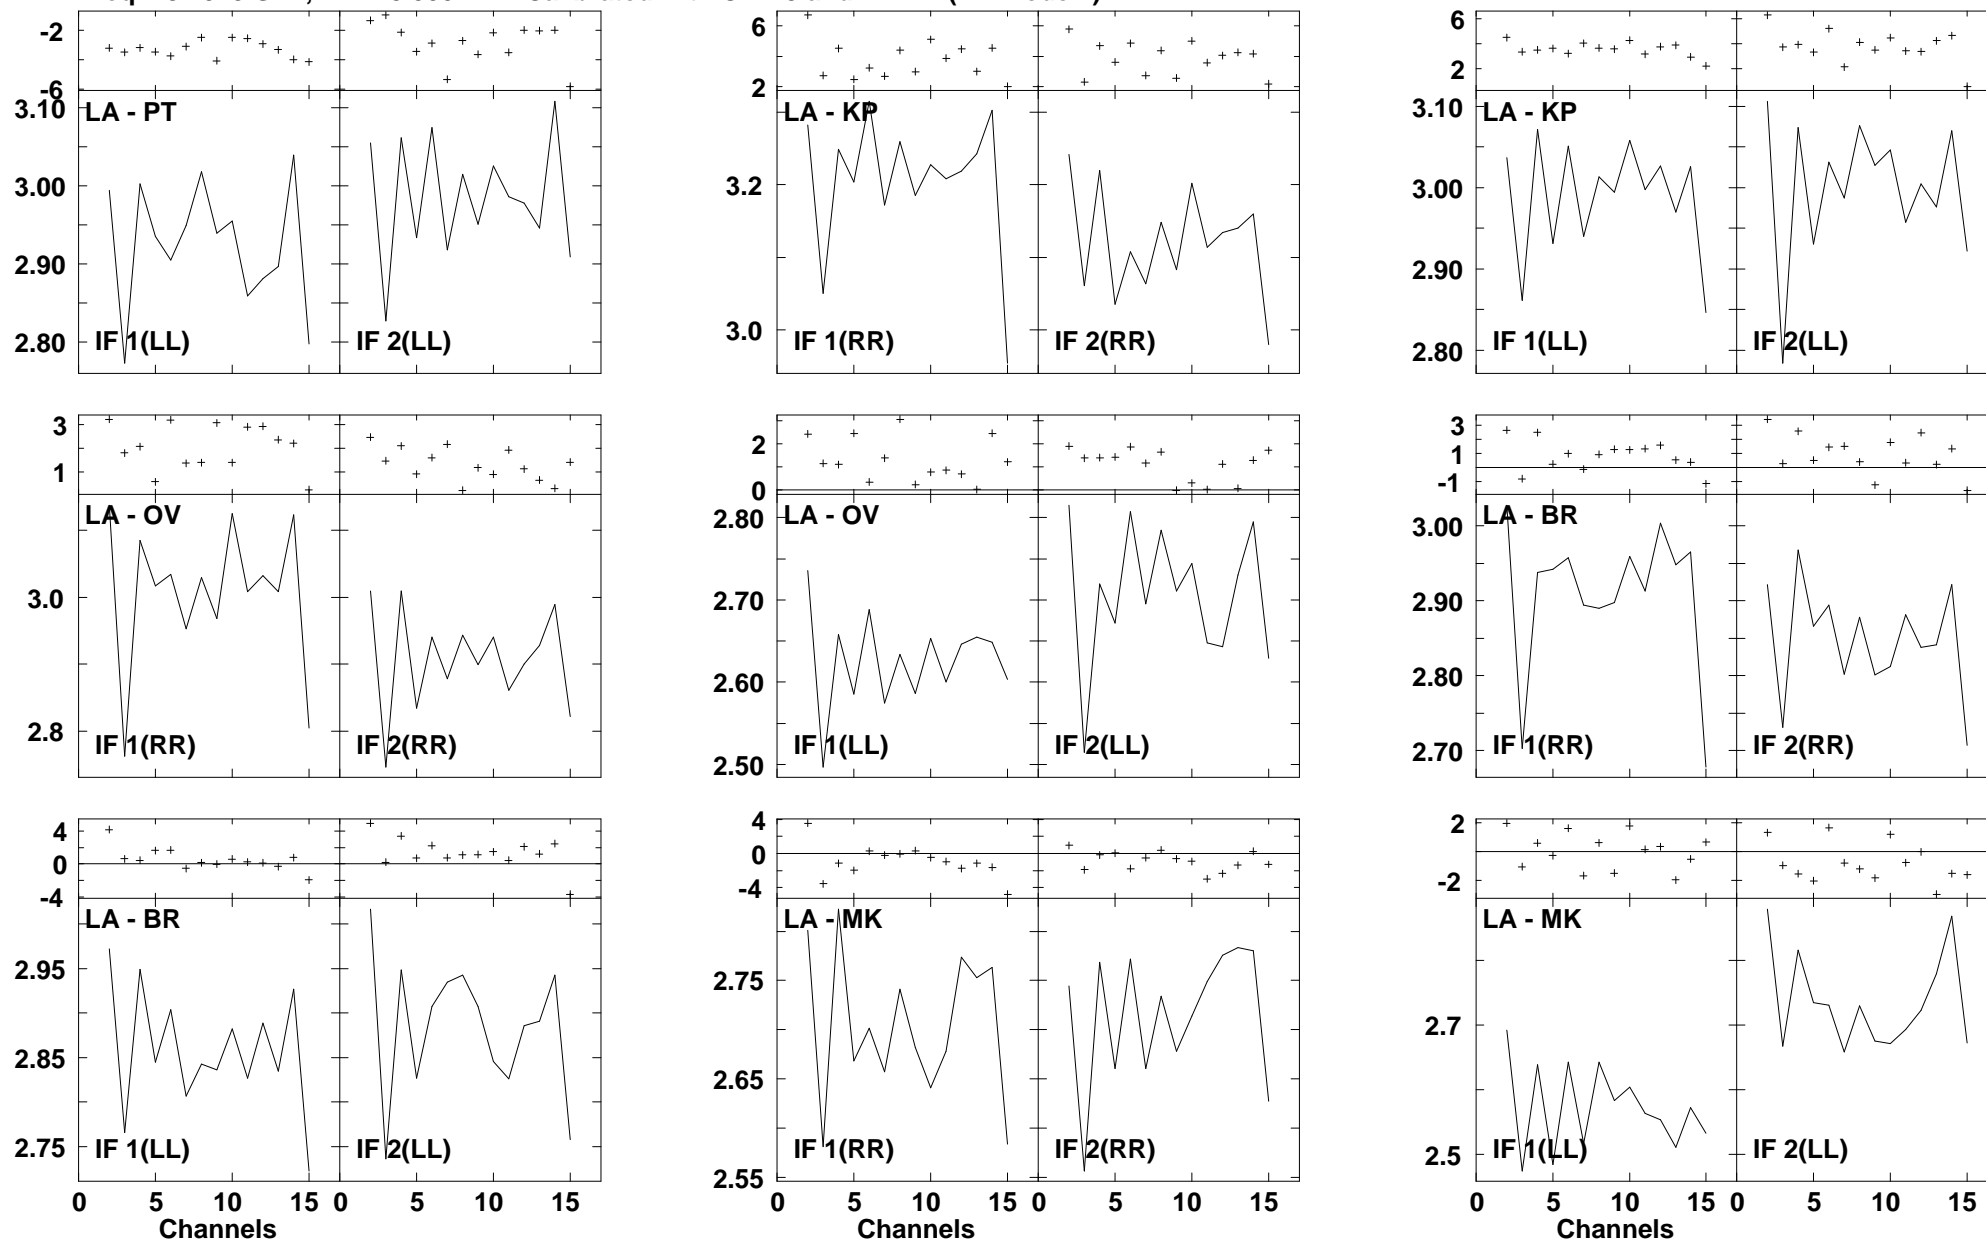 -2
-6
3.10
3.00
2.90
2.80
LA - PT
IF 1(LL)
IF 2(LL)
6
2
3.2
3.0
LA - KP
IF 1(RR)
IF 2(RR)
6
2
3.10
3.00
2.90
2.80
LA - KP
IF 1(LL)
IF 2(LL)
3
1
3.0
2.8
LA - OV
IF 1(RR)
IF 2(RR)
2
0
2.80
2.70
2.60
2.50
LA - OV
IF 1(LL)
IF 2(LL)
3
1
-1
3.00
2.90
2.80
2.70
LA - BR
IF 1(RR)
IF 2(RR)
4
0
-4
2.95
2.85
2.75
LA - BR
IF 1(LL)
IF 2(LL)
0 5 10 15 0 5 10 15
Channels
4
0
-4
2.75
2.65
2.55
LA - MK
IF 1(RR)
IF 2(RR)
0 5 10 15 0 5 10 15
Channels
2
-2
2.7
2.5
LA - MK
IF 1(LL)
IF 2(LL)
0 5 10 15 0 5 10 15
Channels